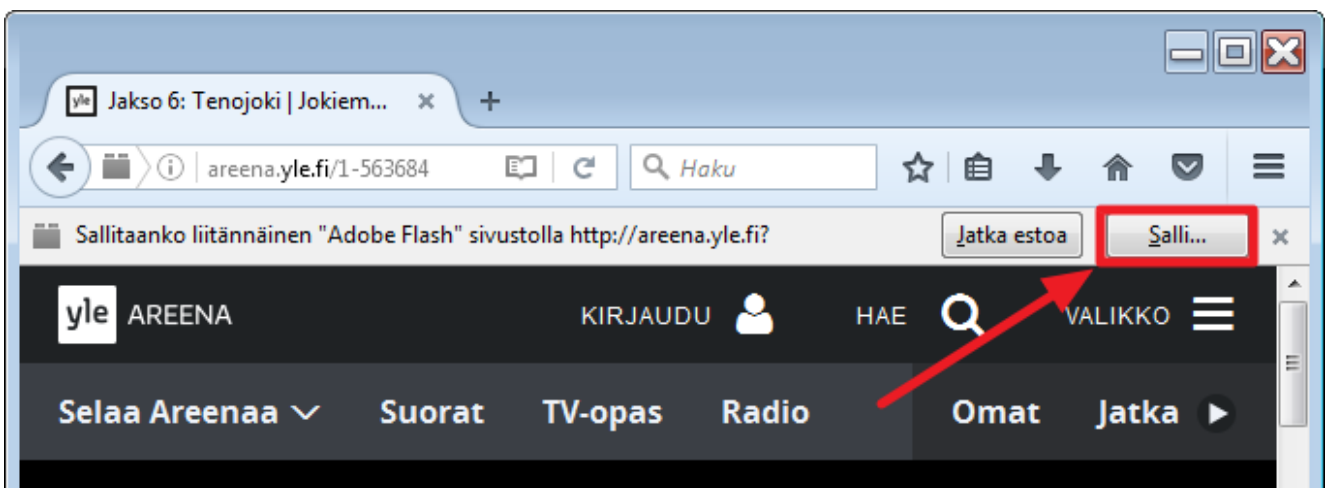 yle Jakso 6: Tenojoki | Jokiem...
areena.yle.fi/1-563684 Haku
Sallitaanko liitännäinen "Adobe Flash" sivustolla http://areena.yle.fi? Jatka estoa Salli...
yle AREENA KIRJAUDU HAE VALIKKO
Selaa Areenaa Suorat TV-opas Radio Omat Jatka